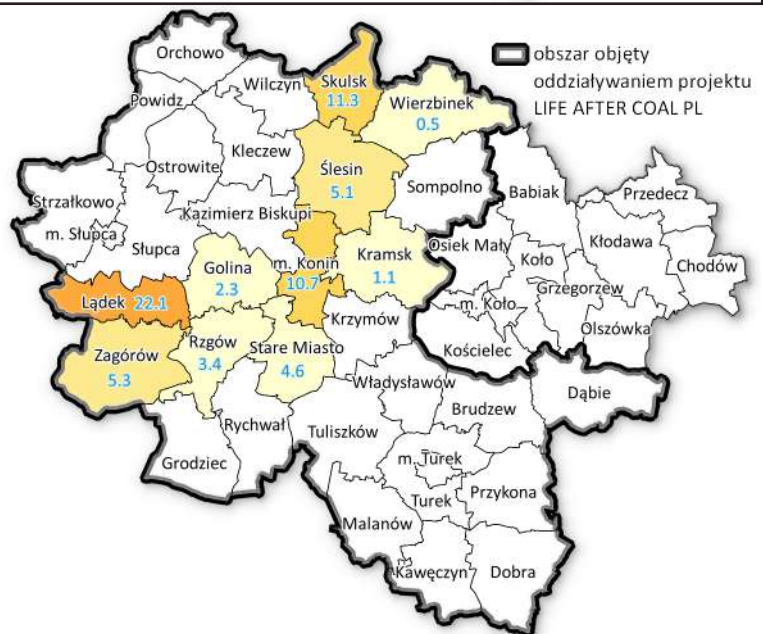 obszar objęty
oddziaływaniem projektu
LIFE AFTER COAL PL
Orchowo
Wilczyn
Skulsk
11.3
Powidz
Wierzbinek
0.5
Kleczew
Ostrowite
Ślesin
5.1
Sompolno
Strzałkowo
Babiak
Przedecz
Kazimierz Biskupi
m. Słupca
Słupca
Golina
2.3
m. Konin
10.7
Kramsk
1.1
Osiek Mały
Koło
Kłodawa
Chodów
Lądek 22.1
Grzegorzew
m. Koło
Krzymów
Olszówka
Kościelec
Zagórów
5.3
Rzgów
3.4
Stare Miasto
4.6
Władysławów
Dąbie
Brudzew
Rychwał
Tuliszków
Grodziec
m. Turek
Turek
Przykona
Malanów
Kawęczyn
Dobra